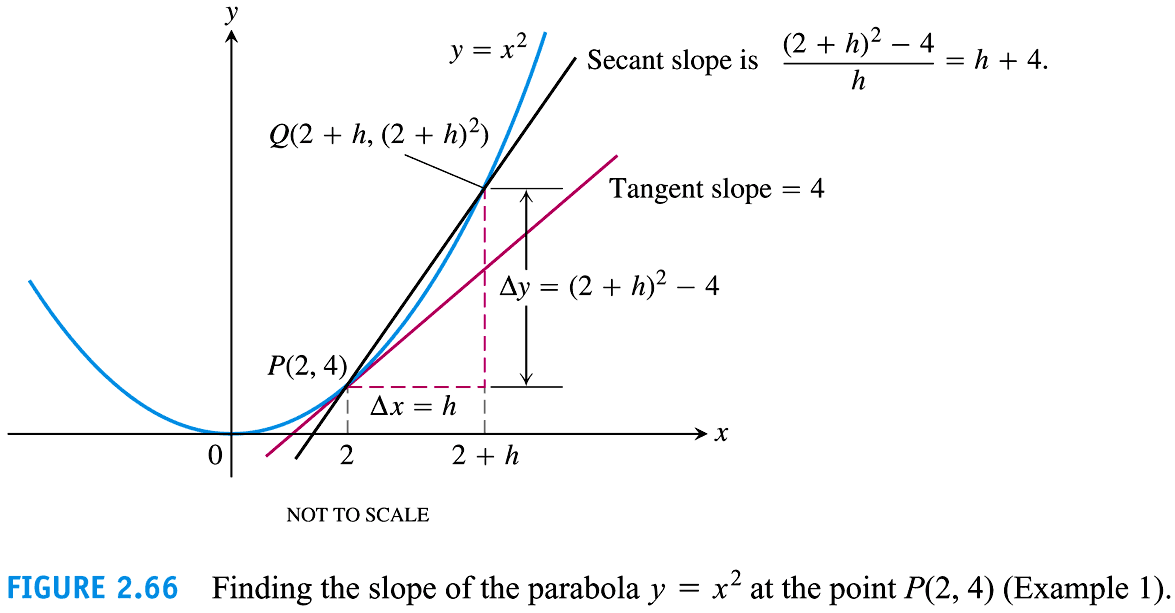 y
y = x²
Secant slope is ((2 + h)² − 4)/h = h + 4.
Q(2 + h, (2 + h)²)
Tangent slope = 4
Δy = (2 + h)² − 4
P(2, 4)
Δx = h
x
0 2 2 + h
NOT TO SCALE
FIGURE 2.66 Finding the slope of the parabola y = x² at the point P(2, 4) (Example 1).